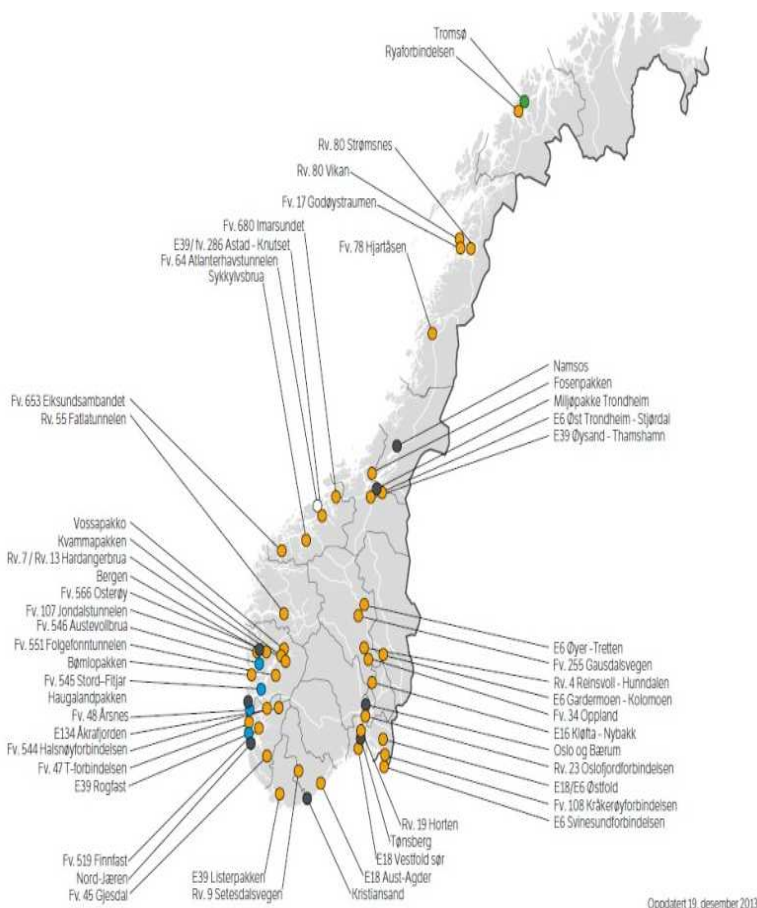 Tromsø
Ryaforbindelsen
Rv. 80 Strømsnes
Rv. 80 Vikan
Fv. 17 Godøystraumen
Fv. 680 Imarsundet
E39/ fv. 286 Astad - Knutset
Fv. 64 Atlanterhavstunnelen
Sykkylvsbrua
Fv. 78 Hjartåsen
Namsos
Fosenpakken
Miljøpakke Trondheim
E6 Øst Trondheim - Stjørdal
E39 Øysand - Thamshamn
Fv. 653 Eiksundsambandet
Rv. 55 Fatlatunnelen
Vossapakko
Kvammapakken
Rv. 7 / Rv. 13 Hardangerbrua
Bergen
Fv. 566 Osterøy
Fv. 107 Jondalstunnelen
Fv. 546 Austevollbrua
Fv. 551 Folgefonntunnelen
Bømlopakken
Fv. 545 Stord–Fitjar
Haugalandpakken
Fv. 48 Årsnes
E134 Åkrafjorden
Fv. 544 Halsnøyforbindelsen
Fv. 47 T-forbindelsen
E39 Rogfast
Fv. 519 Finnfast
Nord-Jæren
Fv. 45 Gjesdal
E39 Listerpakken
Rv. 9 Setesdalsvegen
E6 Øyer -Tretten
Fv. 255 Gausdalsvegen
Rv. 4 Reinsvoll - Hunndalen
E6 Gardermoen - Kolomoen
Fv. 34 Oppland
E16 Kløfta - Nybakk
Oslo og Bærum
Rv. 23 Oslofjordforbindelsen
E18/E6 Østfold
Fv. 108 Kråkerøyforbindelsen
E6 Svinesundforbindelsen
Rv. 19 Horten
Tønsberg
E18 Vestfold sør
E18 Aust-Agder
Kristiansand
Oppdatert 19. desember 2013